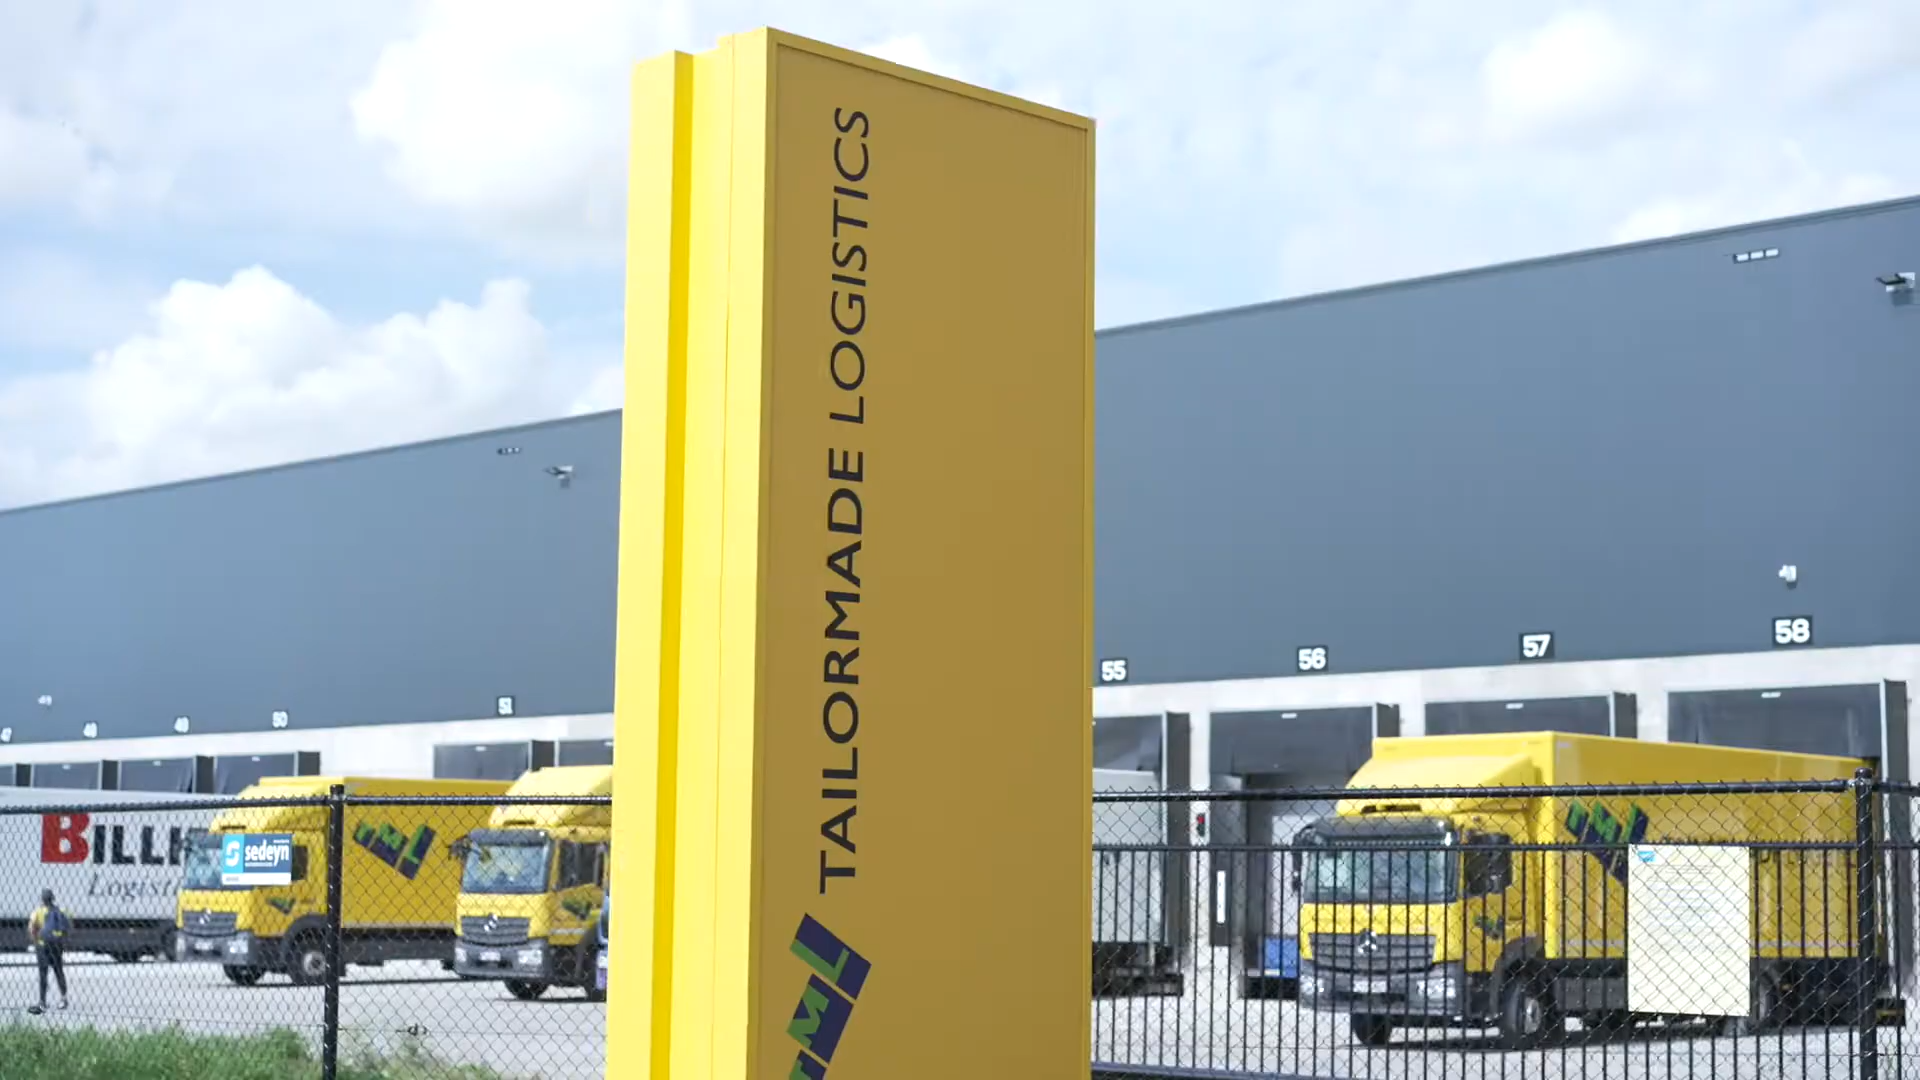 TAILORMADE LOGISTICS
TML
55
56
57
58
47
48
49
50
51
BILL
Logisti
sedeyn
TML
TML